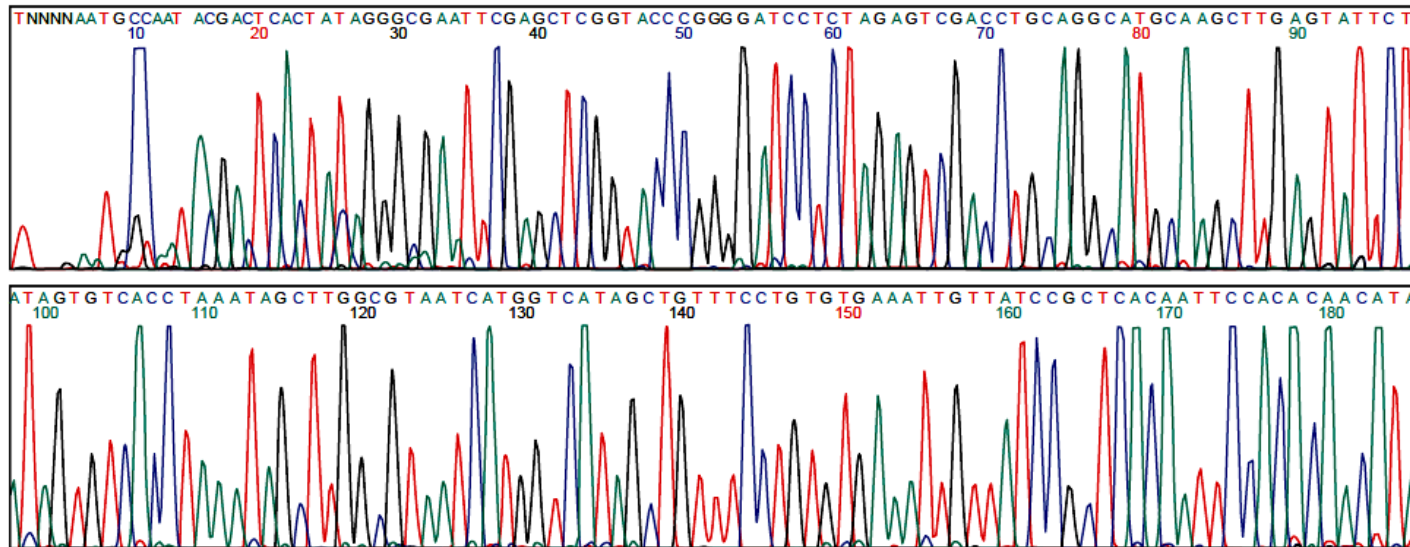 TNNNNAATGCCAAT ACGACTCACTATAGGGCGAATTCGAGCTCGGTACCCGGGGATCCTCTAGAGTCGACCTGCAGGCATGCAAGCTTGAGTATTCT
10 20 30 40 50 60 70 80 90
ATAGTGTCACCTAAATAGCTTGGCGTAATCATGGTCATAGCTGTTTCCTGTGTGAAATTGTTATCCGCTCACAATTCCACACAACATA
100 110 120 130 140 150 160 170 180